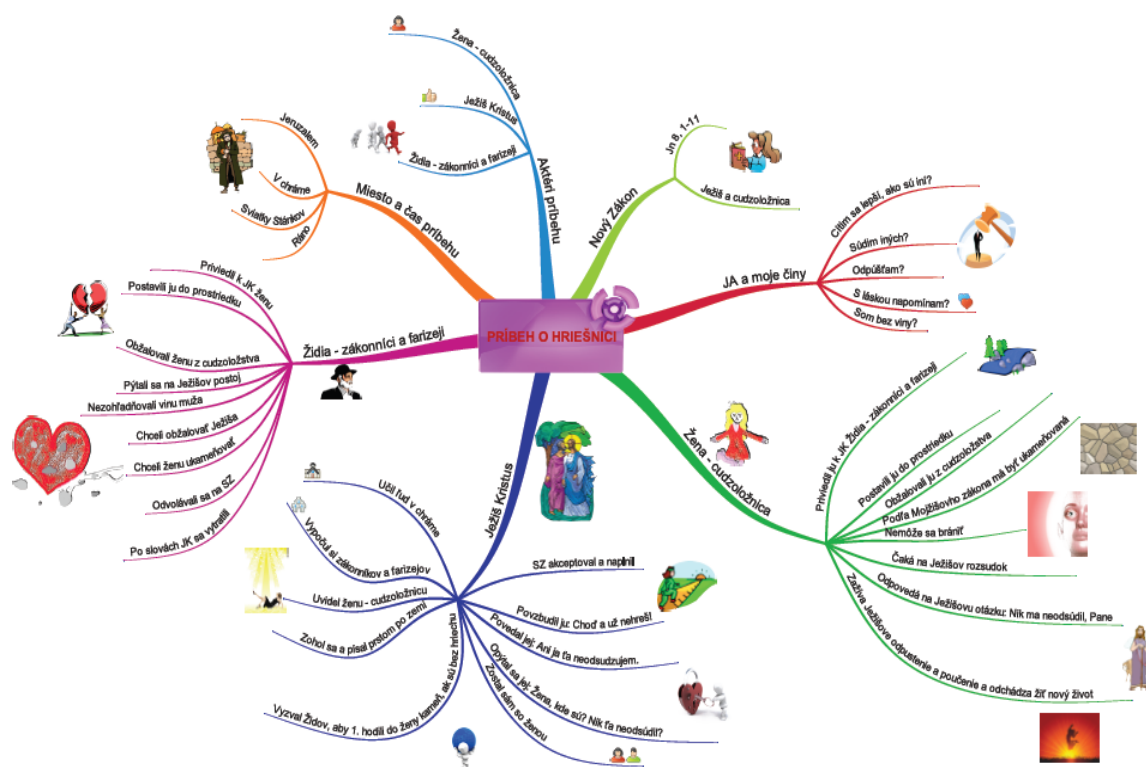 PRÍBEH O HRIEŠNICI
Nový Zákon
Jn 8, 1-11
Ježiš a cudzoložnica
JA a moje činy
Cítim sa lepší, ako sú iní?
Súdim iných?
Odpúšťam?
S láskou napomínam?
Som bez viny?
Žena - cudzoložnica
Priviedli ju k JK Židia - zákonníci a farizeji
Postavili ju do prostriedku
Obžalovali ju z cudzoložstva
Podľa Mojžišovho zákona má byť ukameňovaná
Nemôže sa brániť
Čaká na Ježišov rozsudok
Odpovedá na Ježišovu otázku: Nik ma neodsúdil, Pane
Zažíva Ježišove odpustenie a poučenie a odchádza žiť nový život
Ježiš Kristus
SZ akceptoval a naplnil
Povzbudil ju: Choď a už nehreš!
Povedal jej: Ani ja ťa neodsudzujem.
Opýtal sa jej: Žena, kde sú? Nik ťa neodsúdil?
Zostal sám so ženou
Vyzval Židov, aby 1. hodili do ženy kameň, ak sú bez hriechu
Zohol sa a písal prstom po zemi
Uvidel ženu - cudzoložnicu
Vypočul si zákonníkov a farizejov
Učil ľud v chráme
Židia - zákonníci a farizeji
Priviedli k JK ženu
Postavili ju do prostriedku
Obžalovali ženu z cudzoložstva
Pýtali sa na Ježišov postoj
Nezohľadňovali vinu muža
Chceli obžalovať Ježiša
Chceli ženu ukameňovať
Odvolávali sa na SZ
Po slovách JK sa vytratili
Miesto a čas príbehu
Jeruzalem
V chráme
Sviatky Stánkov
Ráno
Aktéri príbehu
Žena - cudzoložnica
Ježiš Kristus
Židia - zákonníci a farizeji